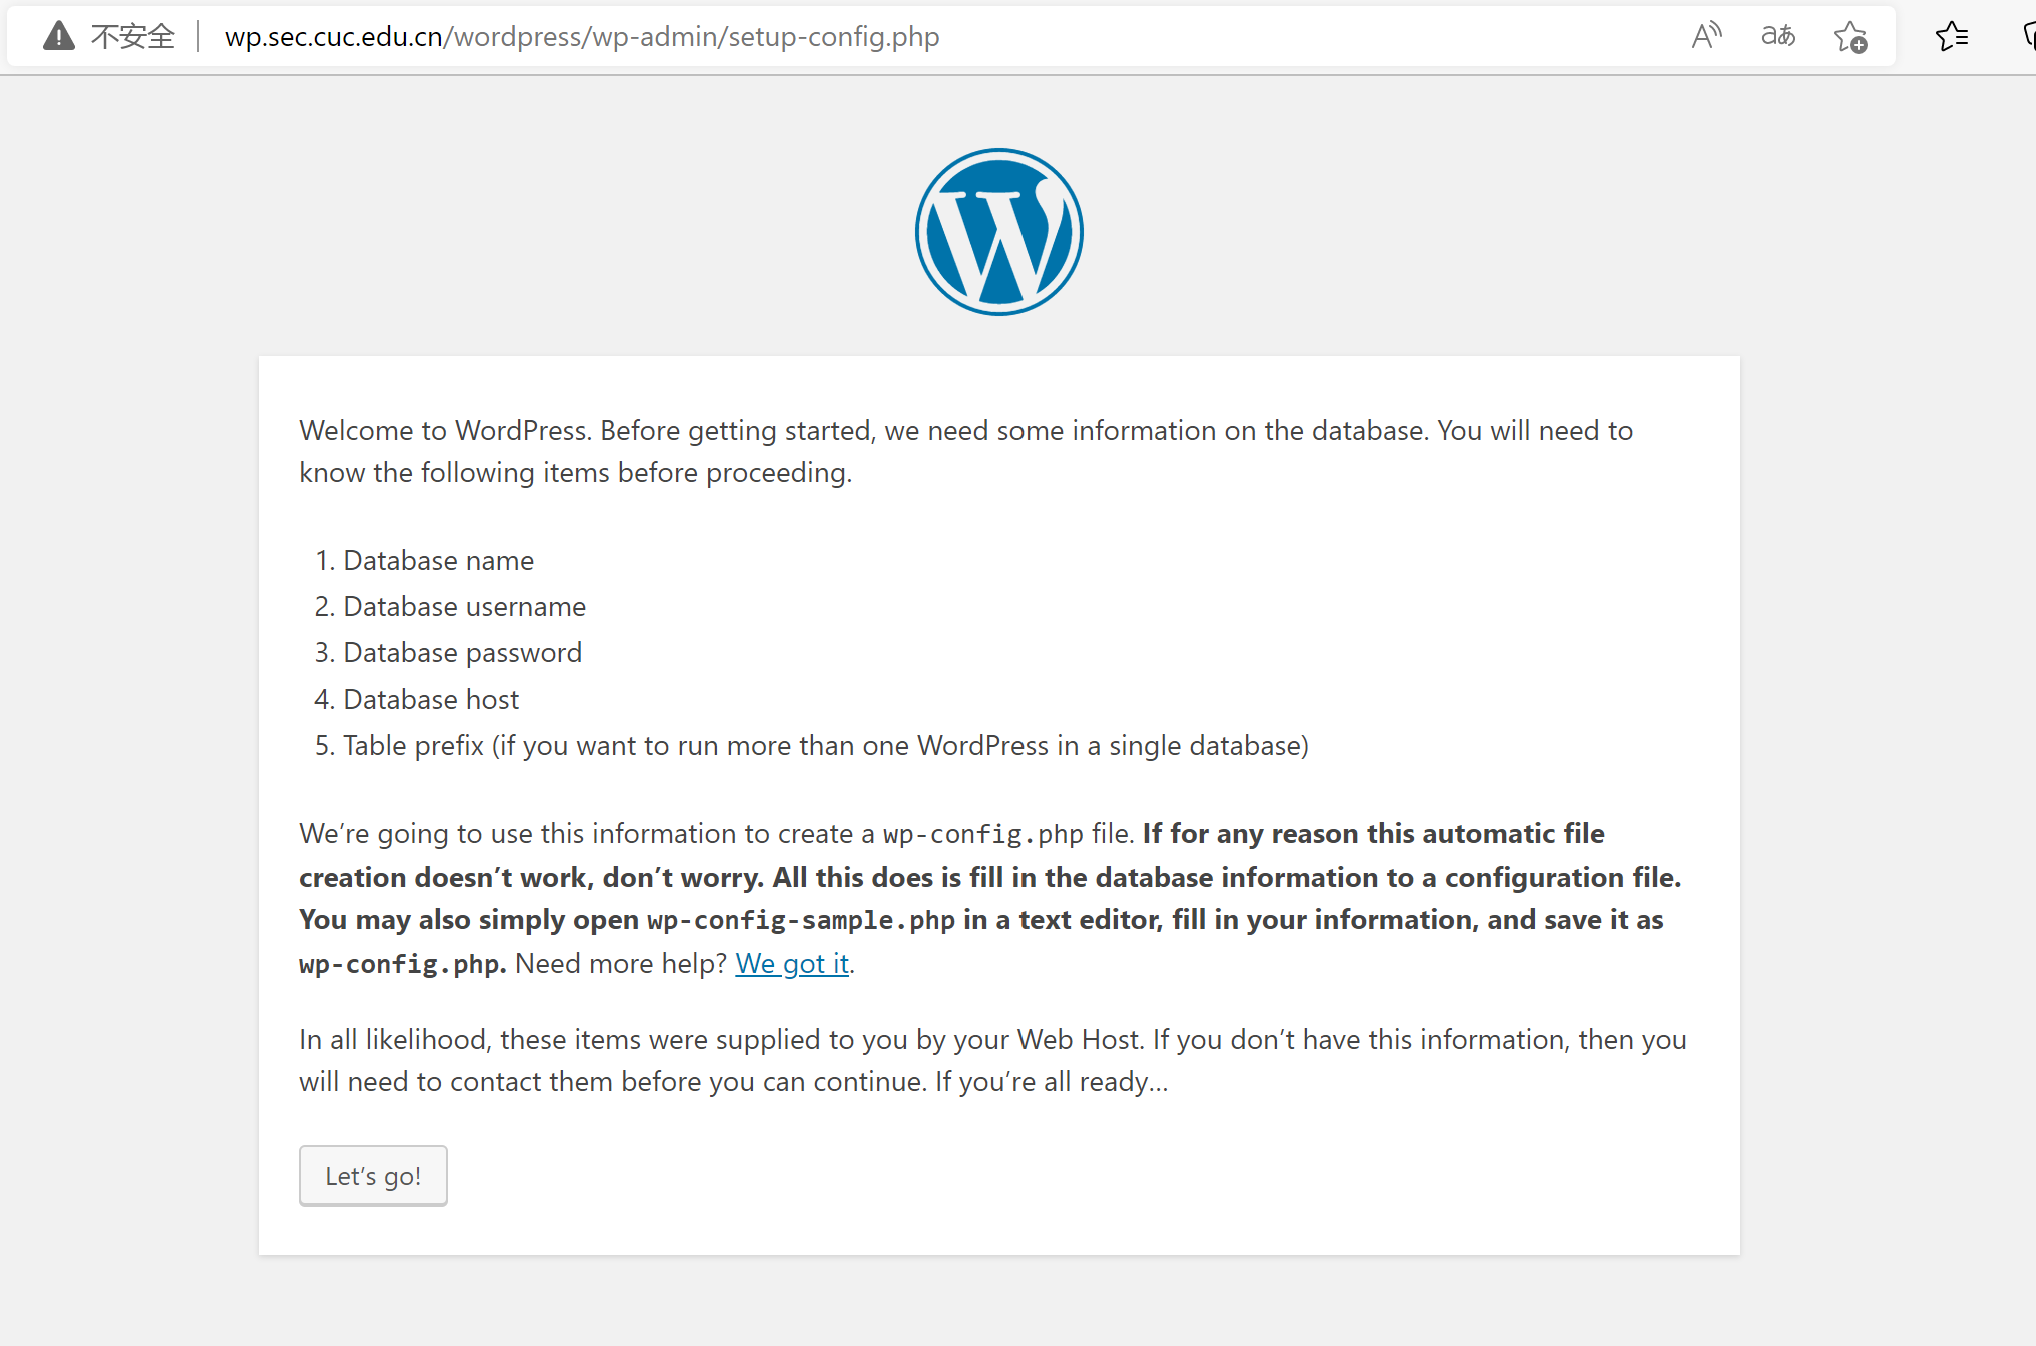 不安全 wp.sec.cuc.edu.cn/wordpress/wp-admin/setup-config.php A aあ
W
Welcome to WordPress. Before getting started, we need some information on the database. You will need to
know the following items before proceeding.
1. Database name
2. Database username
3. Database password
4. Database host
5. Table prefix (if you want to run more than one WordPress in a single database)
We’re going to use this information to create a wp-config.php file. If for any reason this automatic file
creation doesn’t work, don’t worry. All this does is fill in the database information to a configuration file.
You may also simply open wp-config-sample.php in a text editor, fill in your information, and save it as
wp-config.php. Need more help? We got it.
In all likelihood, these items were supplied to you by your Web Host. If you don’t have this information, then you
will need to contact them before you can continue. If you’re all ready…
Let’s go!